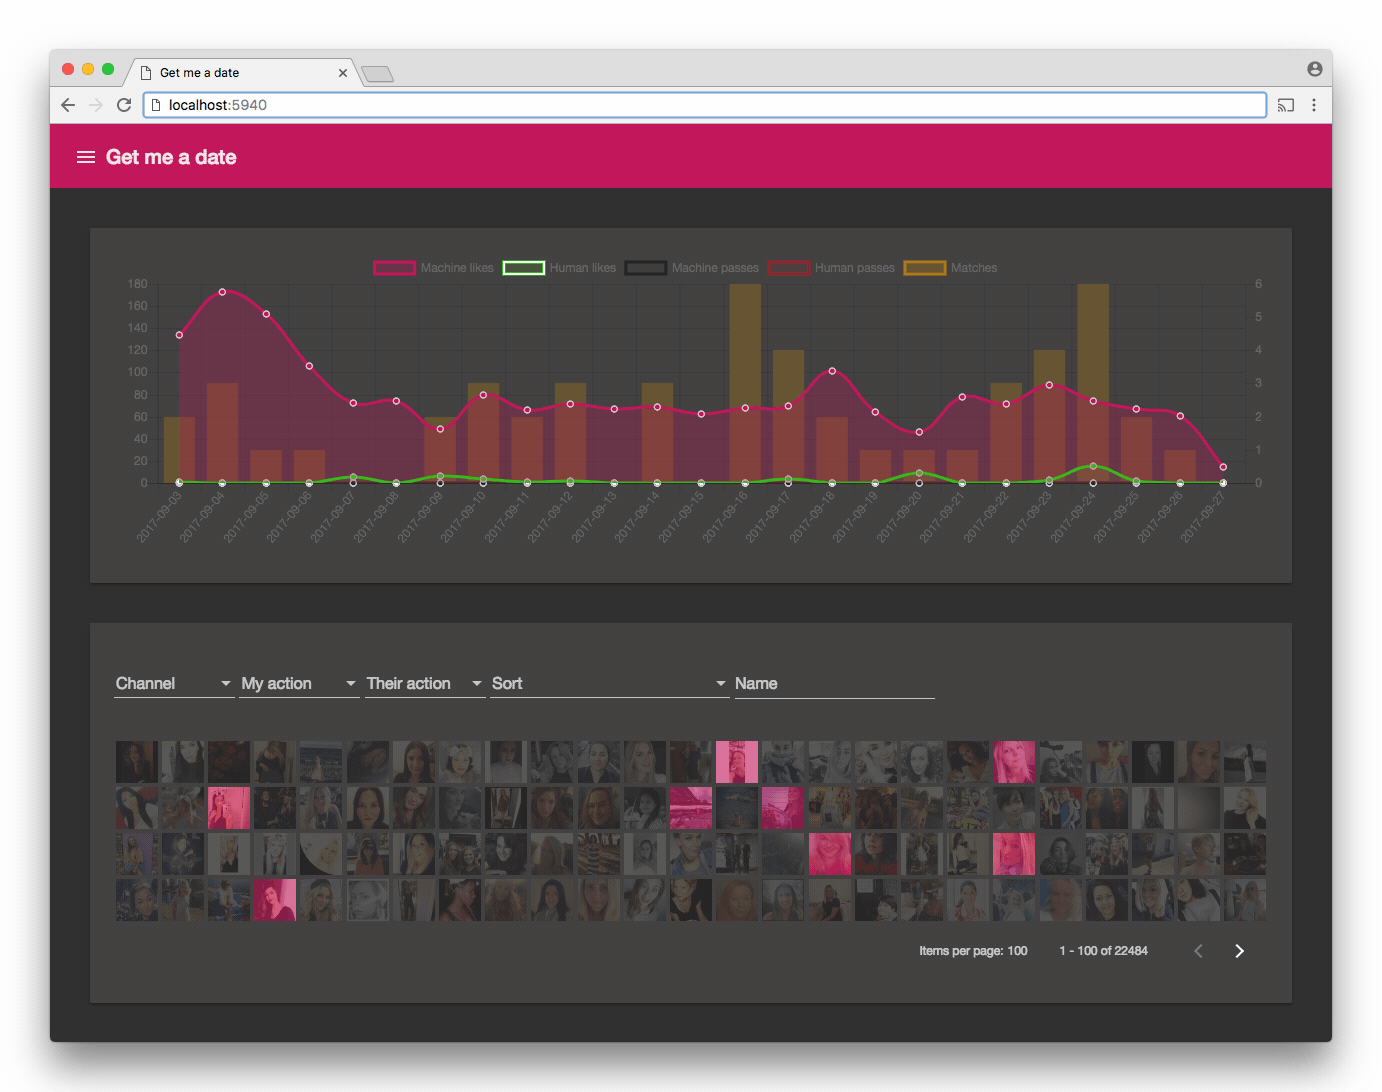 Get me a date
localhost:5940
Get me a date
Machine likes Human likes Machine passes Human passes Matches
180 6
160 5
140
120 4
100
80 3
60 2
40
20 1
0 0
2017-09-03 2017-09-04 2017-09-05 2017-09-06 2017-09-07 2017-09-08 2017-09-09 2017-09-10 2017-09-11 2017-09-12 2017-09-13 2017-09-14 2017-09-15 2017-09-16 2017-09-17 2017-09-18 2017-09-19 2017-09-20 2017-09-21 2017-09-22 2017-09-23 2017-09-24 2017-09-25 2017-09-26 2017-09-27
Channel My action Their action Sort Name
Items per page: 100 1 - 100 of 22484